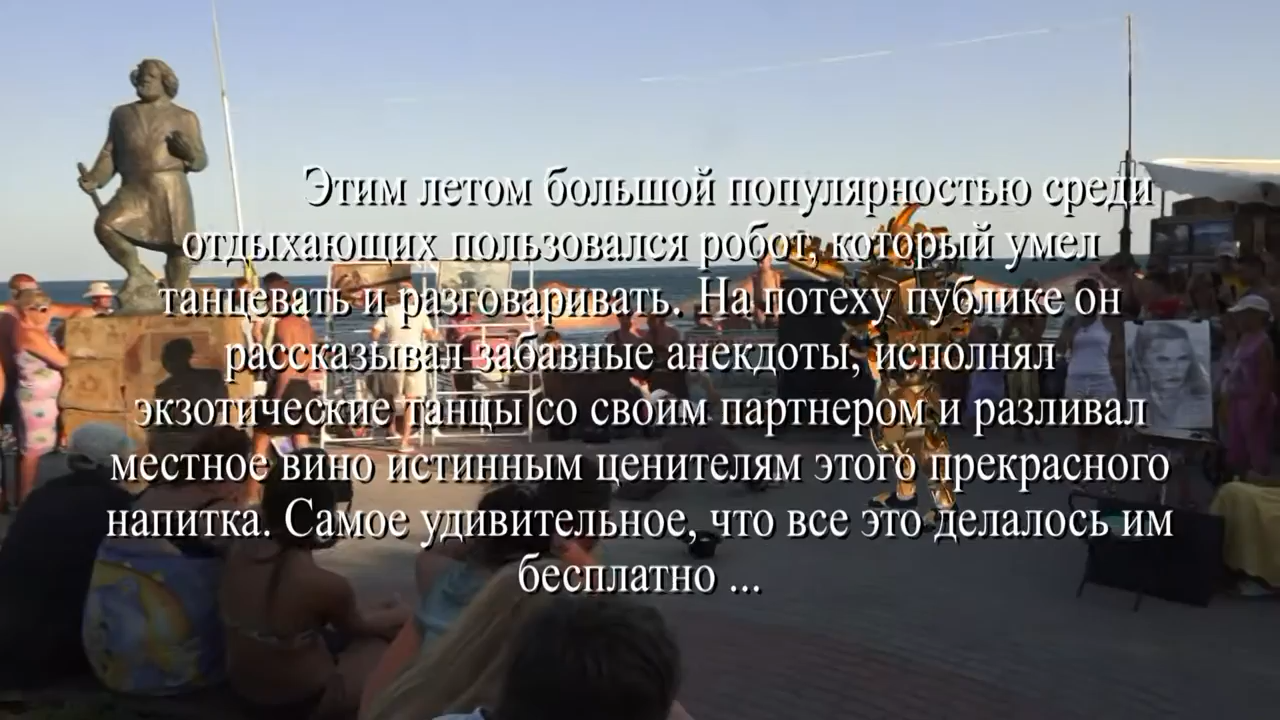 Этим летом большой популярностью среди
отдыхающих пользовался робот, который умел
танцевать и разговаривать. На потеху публике он
рассказывал забавные анекдоты, исполнял
экзотические танцы со своим партнером и разливал
местное вино истинным ценителям этого прекрасного
напитка. Самое удивительное, что все это делалось им
бесплатно ...